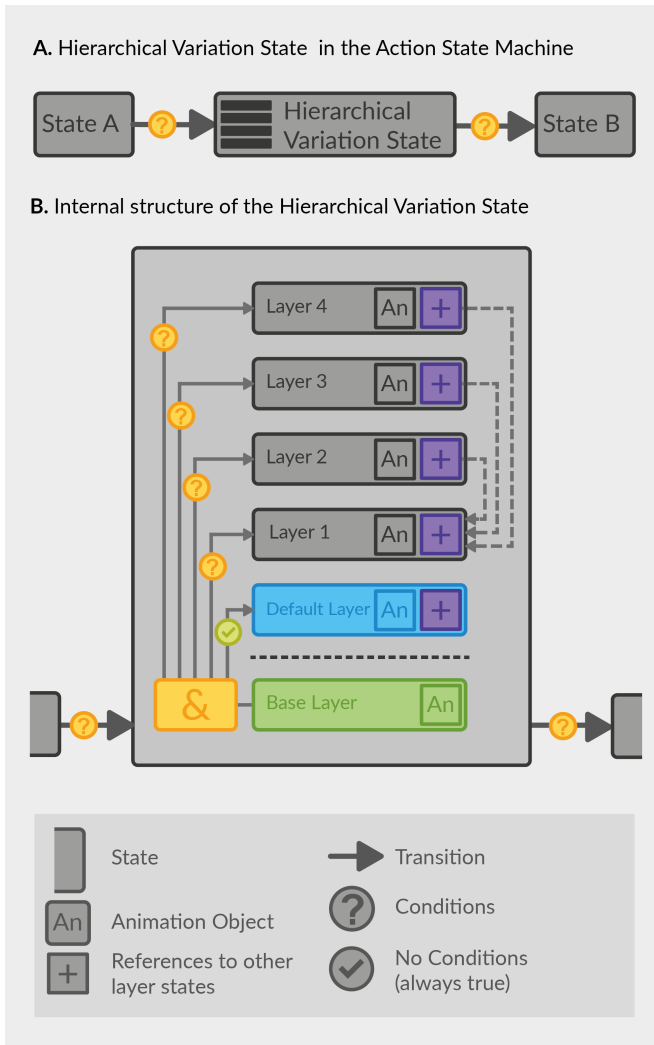 A. Hierarchical Variation State in the Action State Machine
State A
?
Hierarchical
Variation State
?
State B
B. Internal structure of the Hierarchical Variation State
Layer 4 An +
?
Layer 3 An +
?
Layer 2 An +
?
Layer 1 An +
?
Default Layer An +
& Base Layer An
?
?
State
Transition
An Animation Object
? Conditions
+ References to other
layer states
No Conditions
(always true)